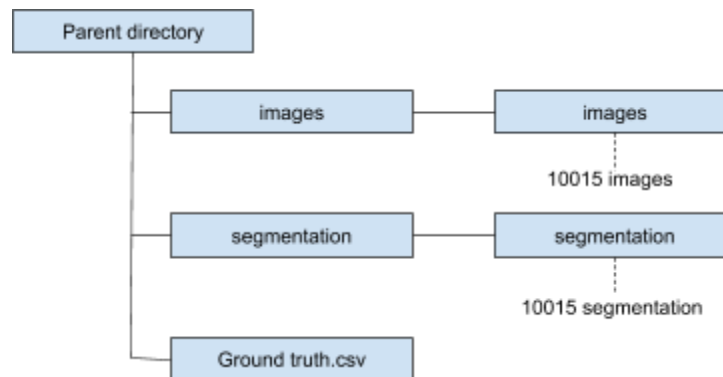 Parent directory
images
images
10015 images
segmentation
segmentation
10015 segmentation
Ground truth.csv